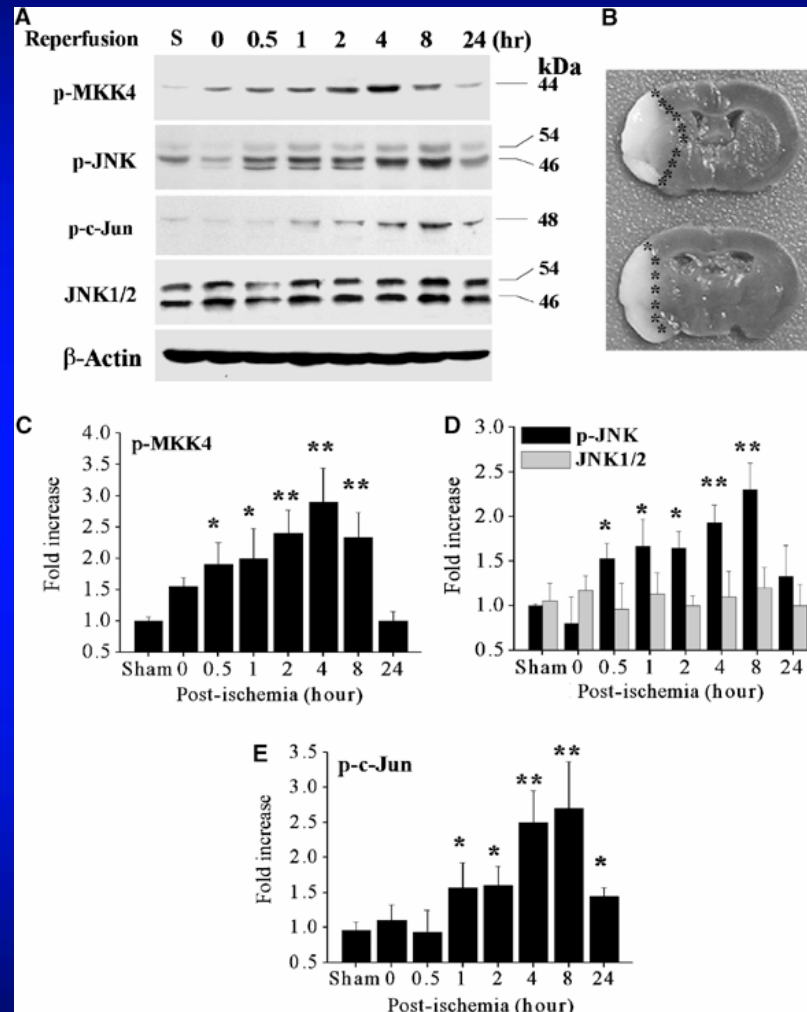 A
Reperfusion S 0 0.5 1 2 4 8 24 (hr)
kDa
p-MKK4 44
p-JNK 54
46
p-c-Jun 48
JNK1/2 54
46
β-Actin
B
C
p-MKK4
Fold increase
4.0
3.5
3.0
2.5
2.0
1.5
1.0
0.5
* * ** ** **
Sham 0 0.5 1 2 4 8 24
Post-ischemia (hour)
D
p-JNK
JNK1/2
Fold increase
3.0
2.5
2.0
1.5
1.0
0.5
* * * ** **
Sham 0 0.5 1 2 4 8 24
Post-ischemia (hour)
E
p-c-Jun
Fold increase
3.5
3.0
2.5
2.0
1.5
1.0
0.5
* * ** ** *
Sham 0 0.5 1 2 4 8 24
Post-ischemia (hour)